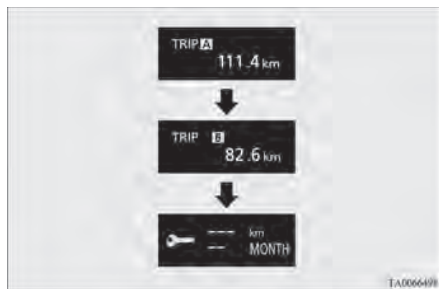 TRIP A
111.4 km
TRIP B
82.6 km
--- km
-- MONTH
TA0066498